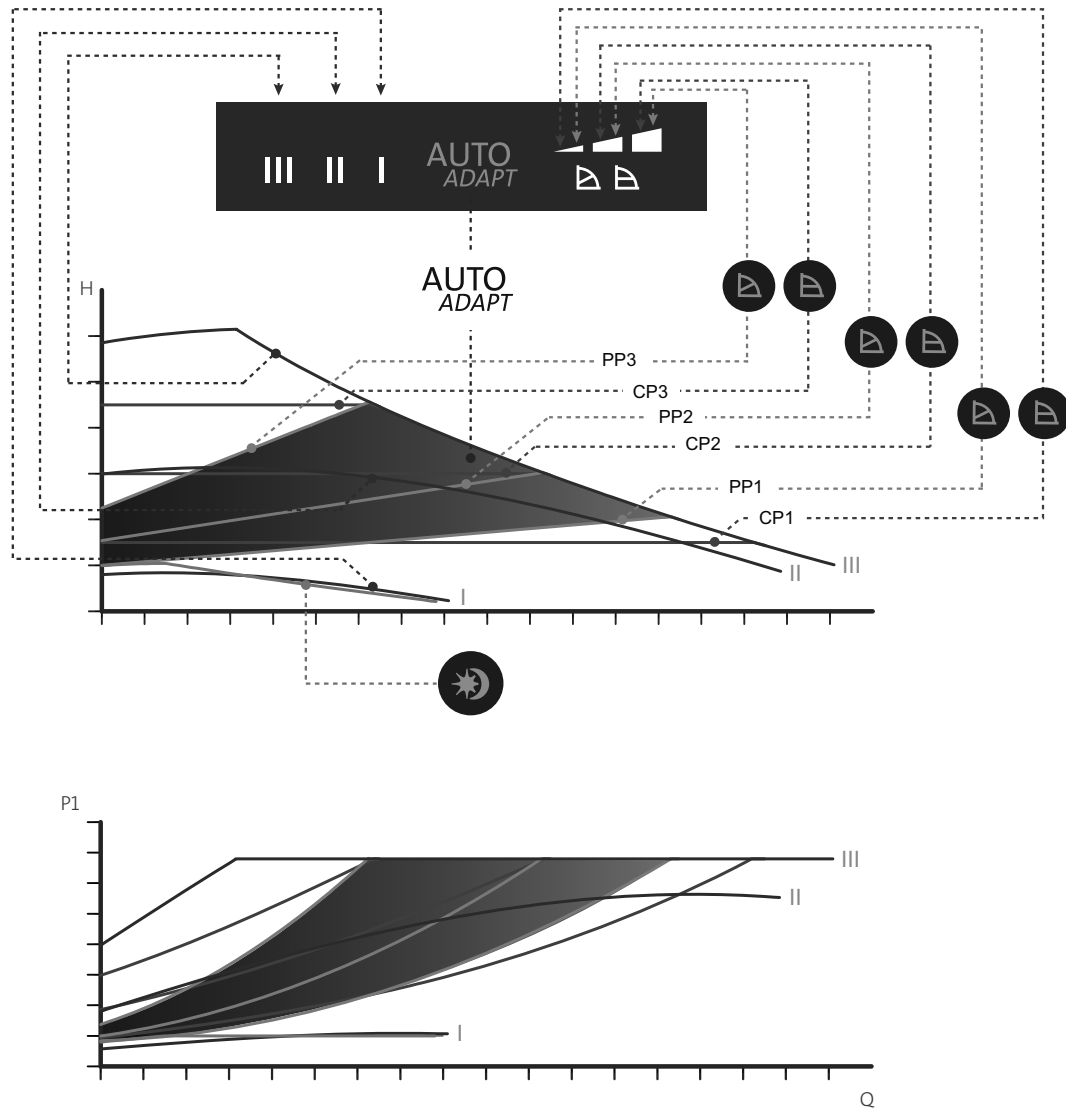 III II I AUTO
ADAPT
AUTO
ADAPT
H
PP3
CP3
PP2
CP2
PP1
CP1
III
II
I
P1
III
II
I
Q